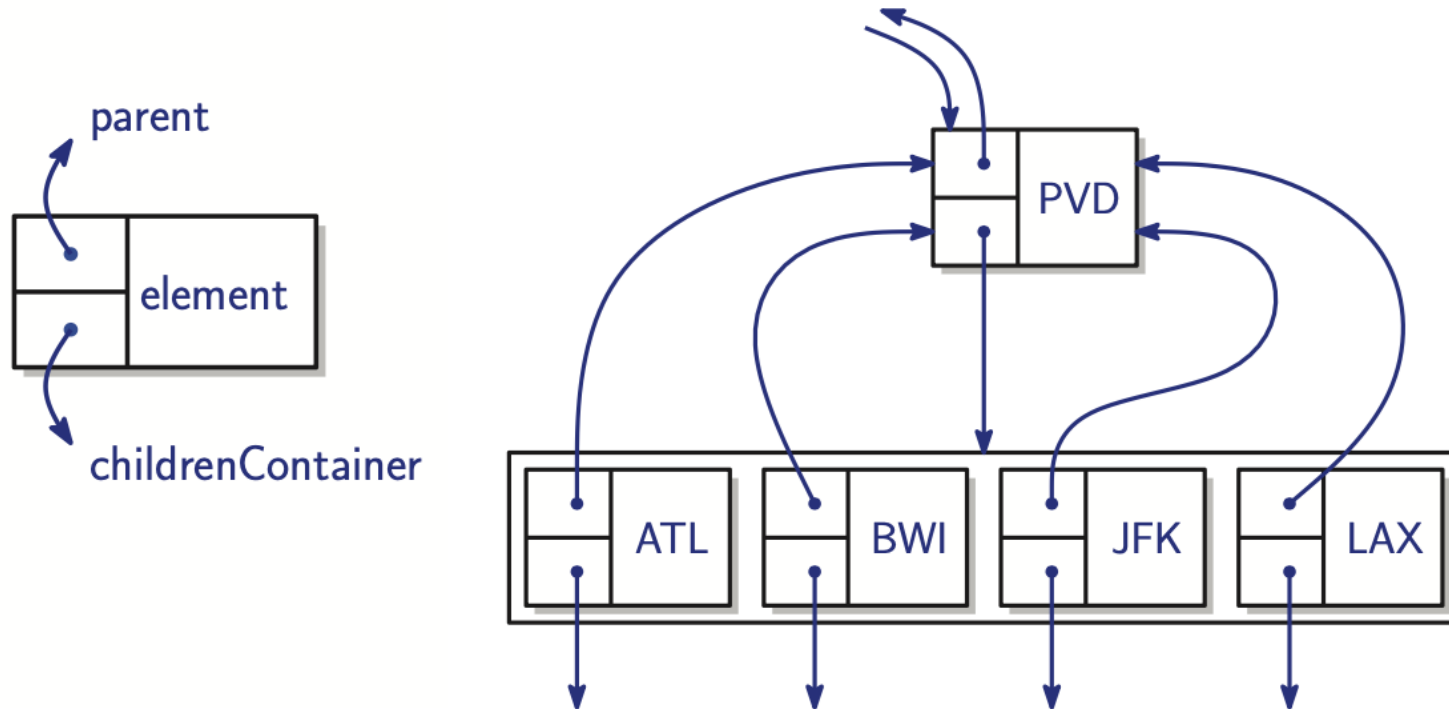 parent
element
childrenContainer
PVD
ATL
BWI
JFK
LAX